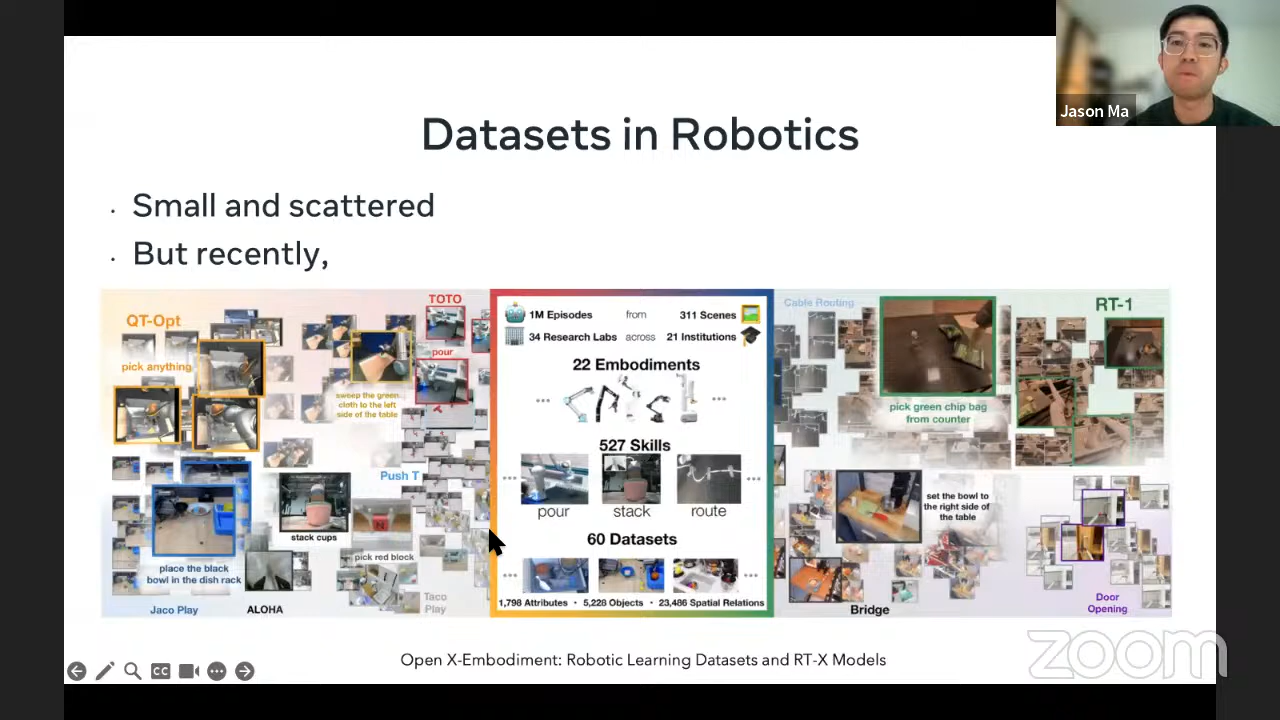 Jason Ma
Datasets in Robotics
· Small and scattered
· But recently,
QT-Opt
pick anything
sweep the green
cloth to the left
side of the table
TOTO
pour
Push T
stack cups
pick red block
place the black
bowl in the dish rack
Jaco Play
ALOHA
Taco
Play
1M Episodes from 311 Scenes
34 Research Labs across 21 Institutions
22 Embodiments
527 Skills
pour stack route
60 Datasets
1,798 Attributes • 5,228 Objects • 23,486 Spatial Relations
Cable Routing
RT-1
pick green chip bag
from counter
set the bowl to
the right side of
the table
Bridge
Door
Opening
Open X-Embodiment: Robotic Learning Datasets and RT-X Models
CC
zoom